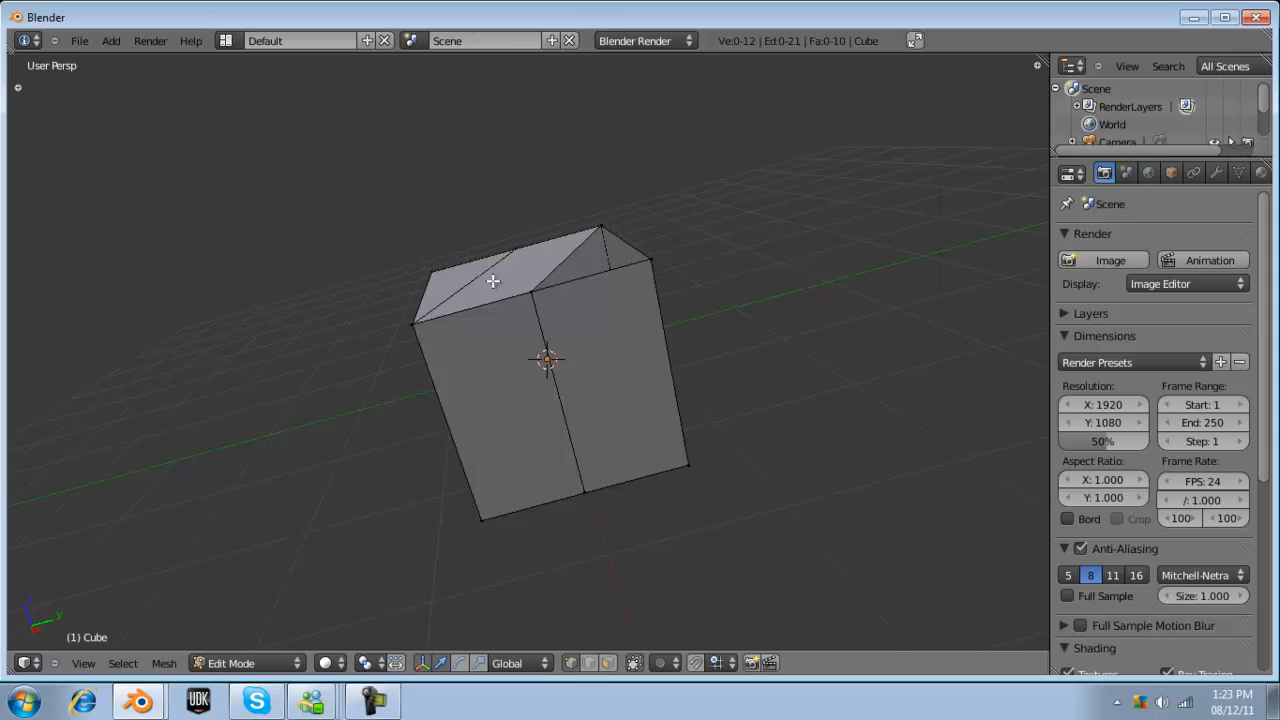 Blender
File Add Render Help Default Scene Blender Render Ve:0-12 | Ed:0-21 | Fa:0-10 | Cube
User Persp
View Search All Scenes
Scene
RenderLayers |
World
Camera
Scene
Render
Image Animation
Display: Image Editor
Layers
Dimensions
Render Presets
Resolution: Frame Range:
X: 1920 Start: 1
Y: 1080 End: 250
50% Step: 1
Aspect Ratio: Frame Rate:
X: 1.000 FPS: 24
Y: 1.000 /: 1.000
Bord Crop 100 100
Anti-Aliasing
5 8 11 16 Mitchell-Netra
Full Sample Size: 1.000
Full Sample Motion Blur
Shading
Textures Ray Tracing
z y x
(1) Cube
View Select Mesh Edit Mode Global
UDK
1:23 PM
08/12/11